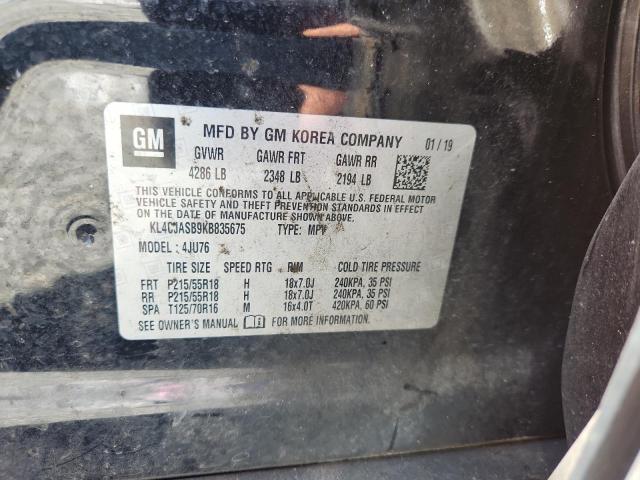 GM MFD BY GM KOREA COMPANY 01/19
GVWR GAWR FRT GAWR RR
4286 LB 2348 LB 2194 LB
THIS VEHICLE CONFORMS TO ALL APPLICABLE U.S. FEDERAL MOTOR
VEHICLE SAFETY AND THEFT PREVENTION STANDARDS IN EFFECT
ON THE DATE OF MANUFACTURE SHOWN ABOVE.
KL4CJASB9KB835675 TYPE: MPV
MODEL: 4JU76
TIRE SIZE SPEED RTG RIM COLD TIRE PRESSURE
FRT P215/55R18 H 18x7.0J 240KPA, 35 PSI
RR P215/55R18 H 18x7.0J 240KPA, 35 PSI
SPA T125/70R16 M 16x4.0T 420KPA, 60 PSI
SEE OWNER'S MANUAL FOR MORE INFORMATION.